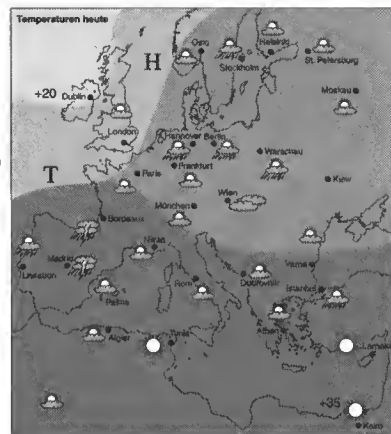 Temperaturen heute
Oslo
Helsinki
Stockholm
St. Petersburg
H
+20
Dublin
Moskau
London
Hannover
Berlin
Warschau
Paris
Frankfurt
Kiew
T
Wien
München
Bordeaux
Nizza
Varna
Madrid
Lissabon
Rom
Dubrovnik
Istanbul
Palma
Athen
Algier
Tunis
Larnaka
+35
Kairo